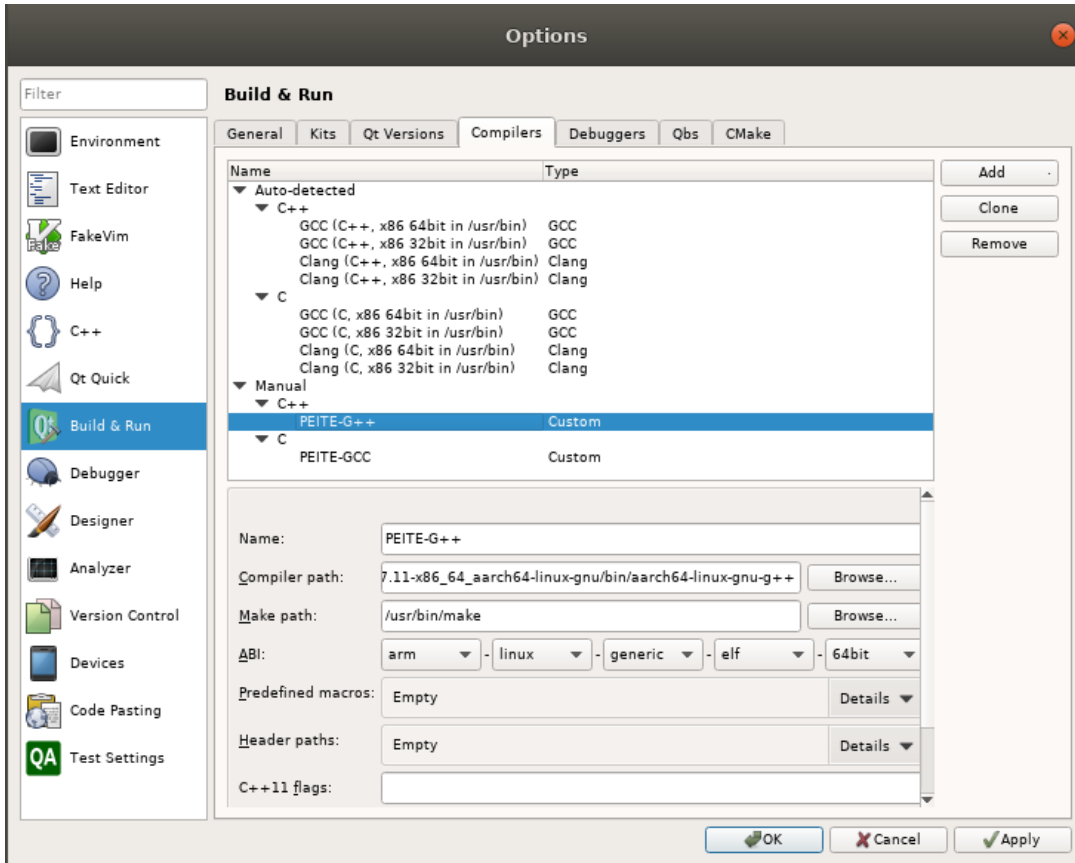 Options
Filter
Build & Run
Environment
Text Editor
FakeVim
Help
C++
Qt Quick
Build & Run
Debugger
Designer
Analyzer
Version Control
Devices
Code Pasting
QA Test Settings
General Kits Qt Versions Compilers Debuggers Qbs CMake
Name Type
Auto-detected
C++
GCC (C++, x86 64bit in /usr/bin) GCC
GCC (C++, x86 32bit in /usr/bin) GCC
Clang (C++, x86 64bit in /usr/bin) Clang
Clang (C++, x86 32bit in /usr/bin) Clang
C
GCC (C, x86 64bit in /usr/bin) GCC
GCC (C, x86 32bit in /usr/bin) GCC
Clang (C, x86 64bit in /usr/bin) Clang
Clang (C, x86 32bit in /usr/bin) Clang
Manual
C++
PEITE-G++ Custom
C
PEITE-GCC Custom
Add
Clone
Remove
Name: PEITE-G++
Compiler path: 7.11-x86_64_aarch64-linux-gnu/bin/aarch64-linux-gnu-g++ Browse...
Make path: /usr/bin/make Browse...
ABI: arm - linux - generic - elf - 64bit
Predefined macros: Empty Details
Header paths: Empty Details
C++11 flags:
OK Cancel Apply